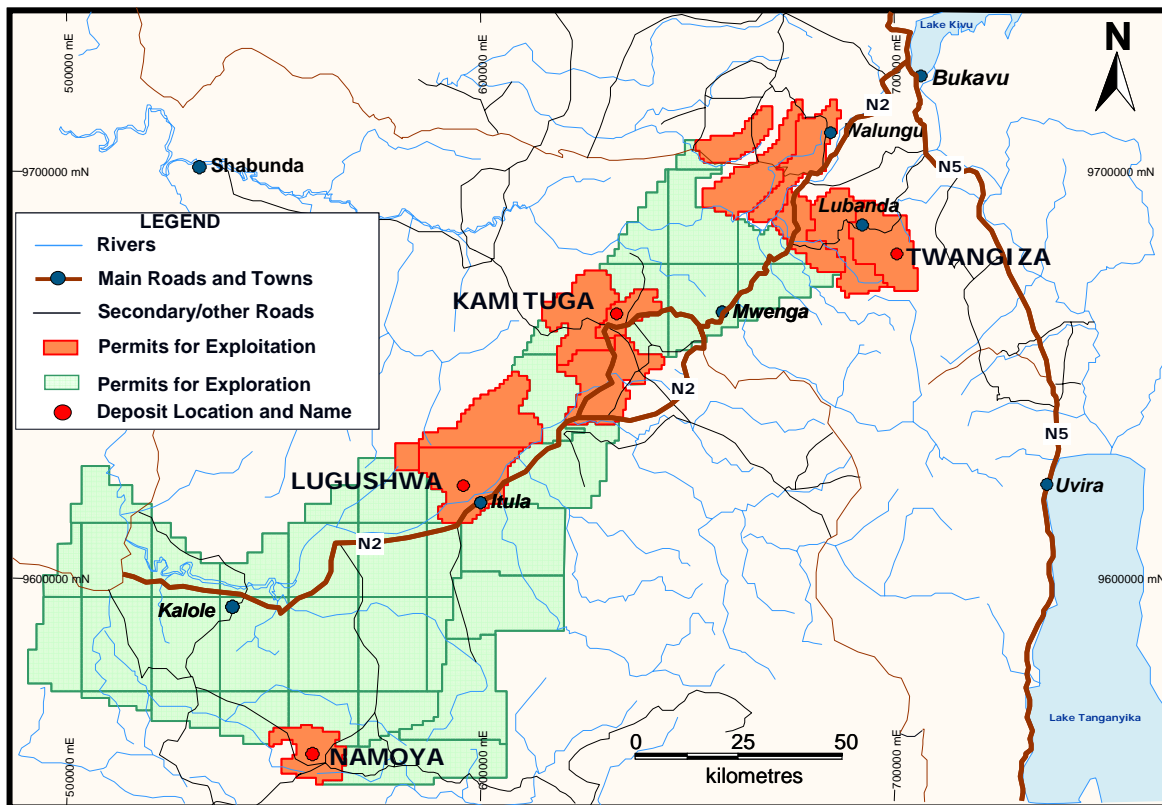 Lake Kivu
N
500000 mE
600000 mE
700000 mE
Bukavu
N2
Walungu
Shabunda
9700000 mN
N5
9700000 mN
LEGEND
Rivers
Main Roads and Towns
Secondary/other Roads
Permits for Exploitation
Permits for Exploration
Deposit Location and Name
Lubanda
TWANGIZA
KAMITUGA
Mwenga
N2
N5
LUGUSHWA
Itula
Uvira
N2
9600000 mN
9600000 mN
Kalole
Lake Tanganyika
NAMOYA
0 25 50
kilometres
500000 mE
600000 mE
700000 mE